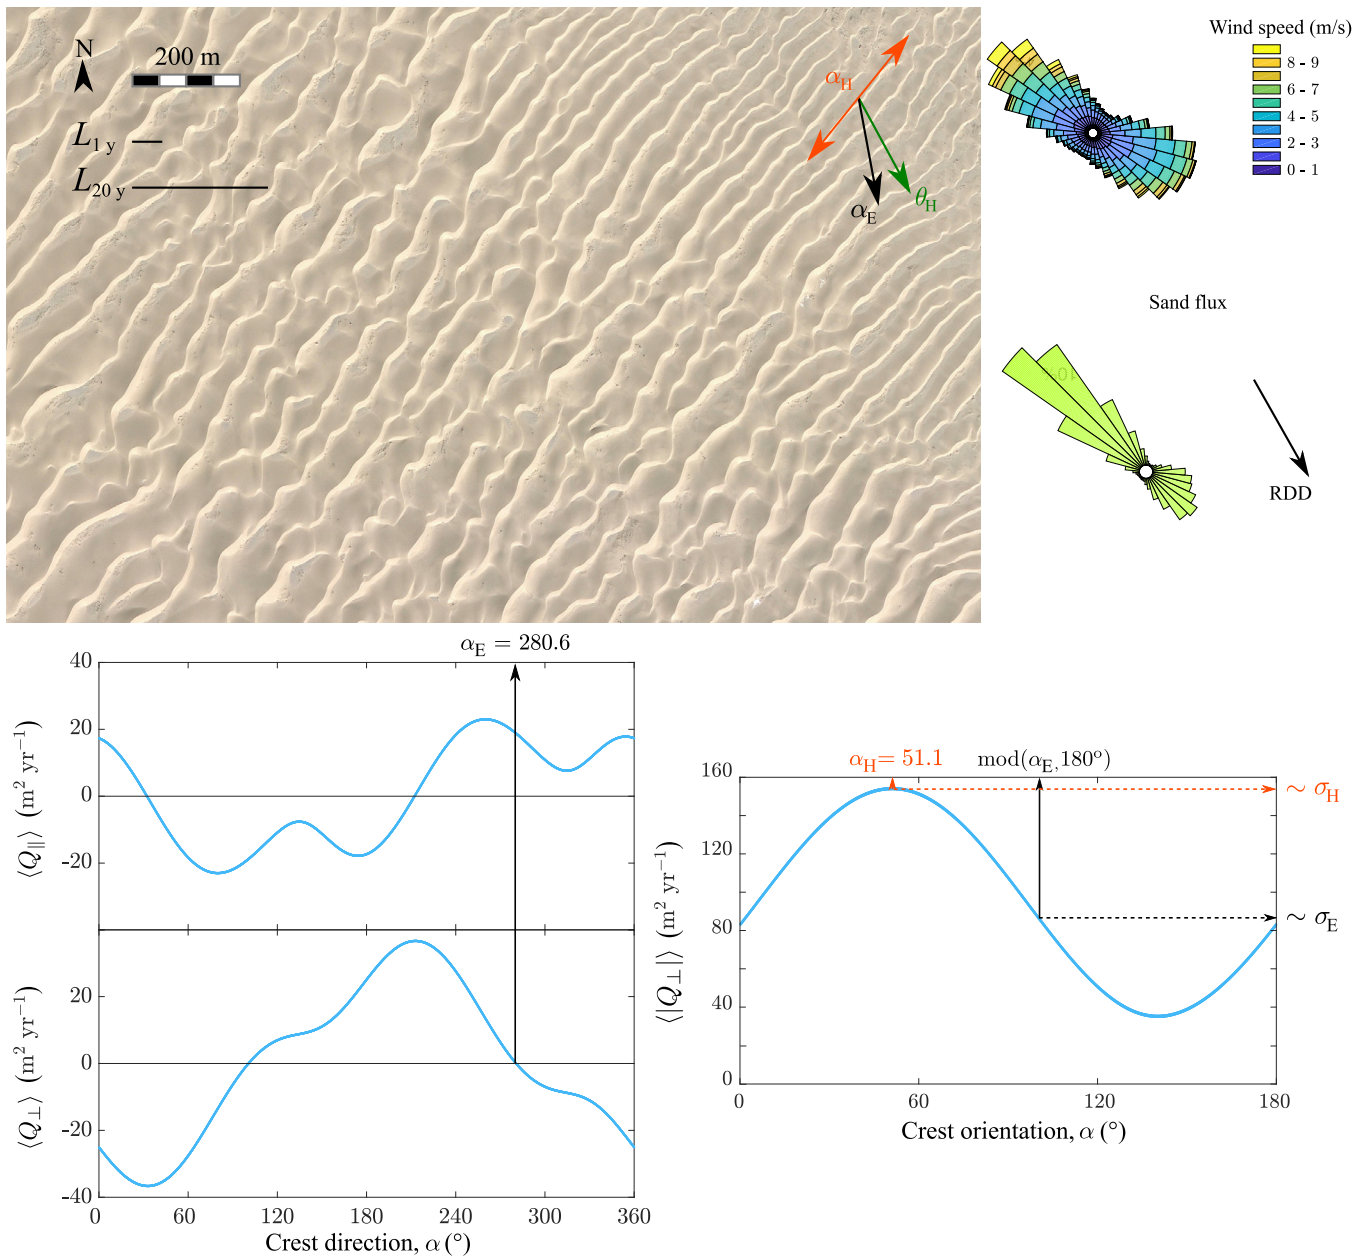 N
200 m
L1 y
L20 y
αH
αE
θH
Wind speed (m/s)
8 - 9
6 - 7
4 - 5
2 - 3
0 - 1
Sand flux
10%
RDD
αE = 280.6
40
20
0
-20
⟨Q∥⟩ (m² yr⁻¹)
20
0
-20
-40
⟨Q⊥⟩ (m² yr⁻¹)
0 60 120 180 240 300 360
Crest direction, α (°)
αH= 51.1
mod(αE,180º)
160
120
80
40
0
⟨|Q⊥|⟩ (m² yr⁻¹)
∼ σH
∼ σE
0 60 120 180
Crest orientation, α (°)